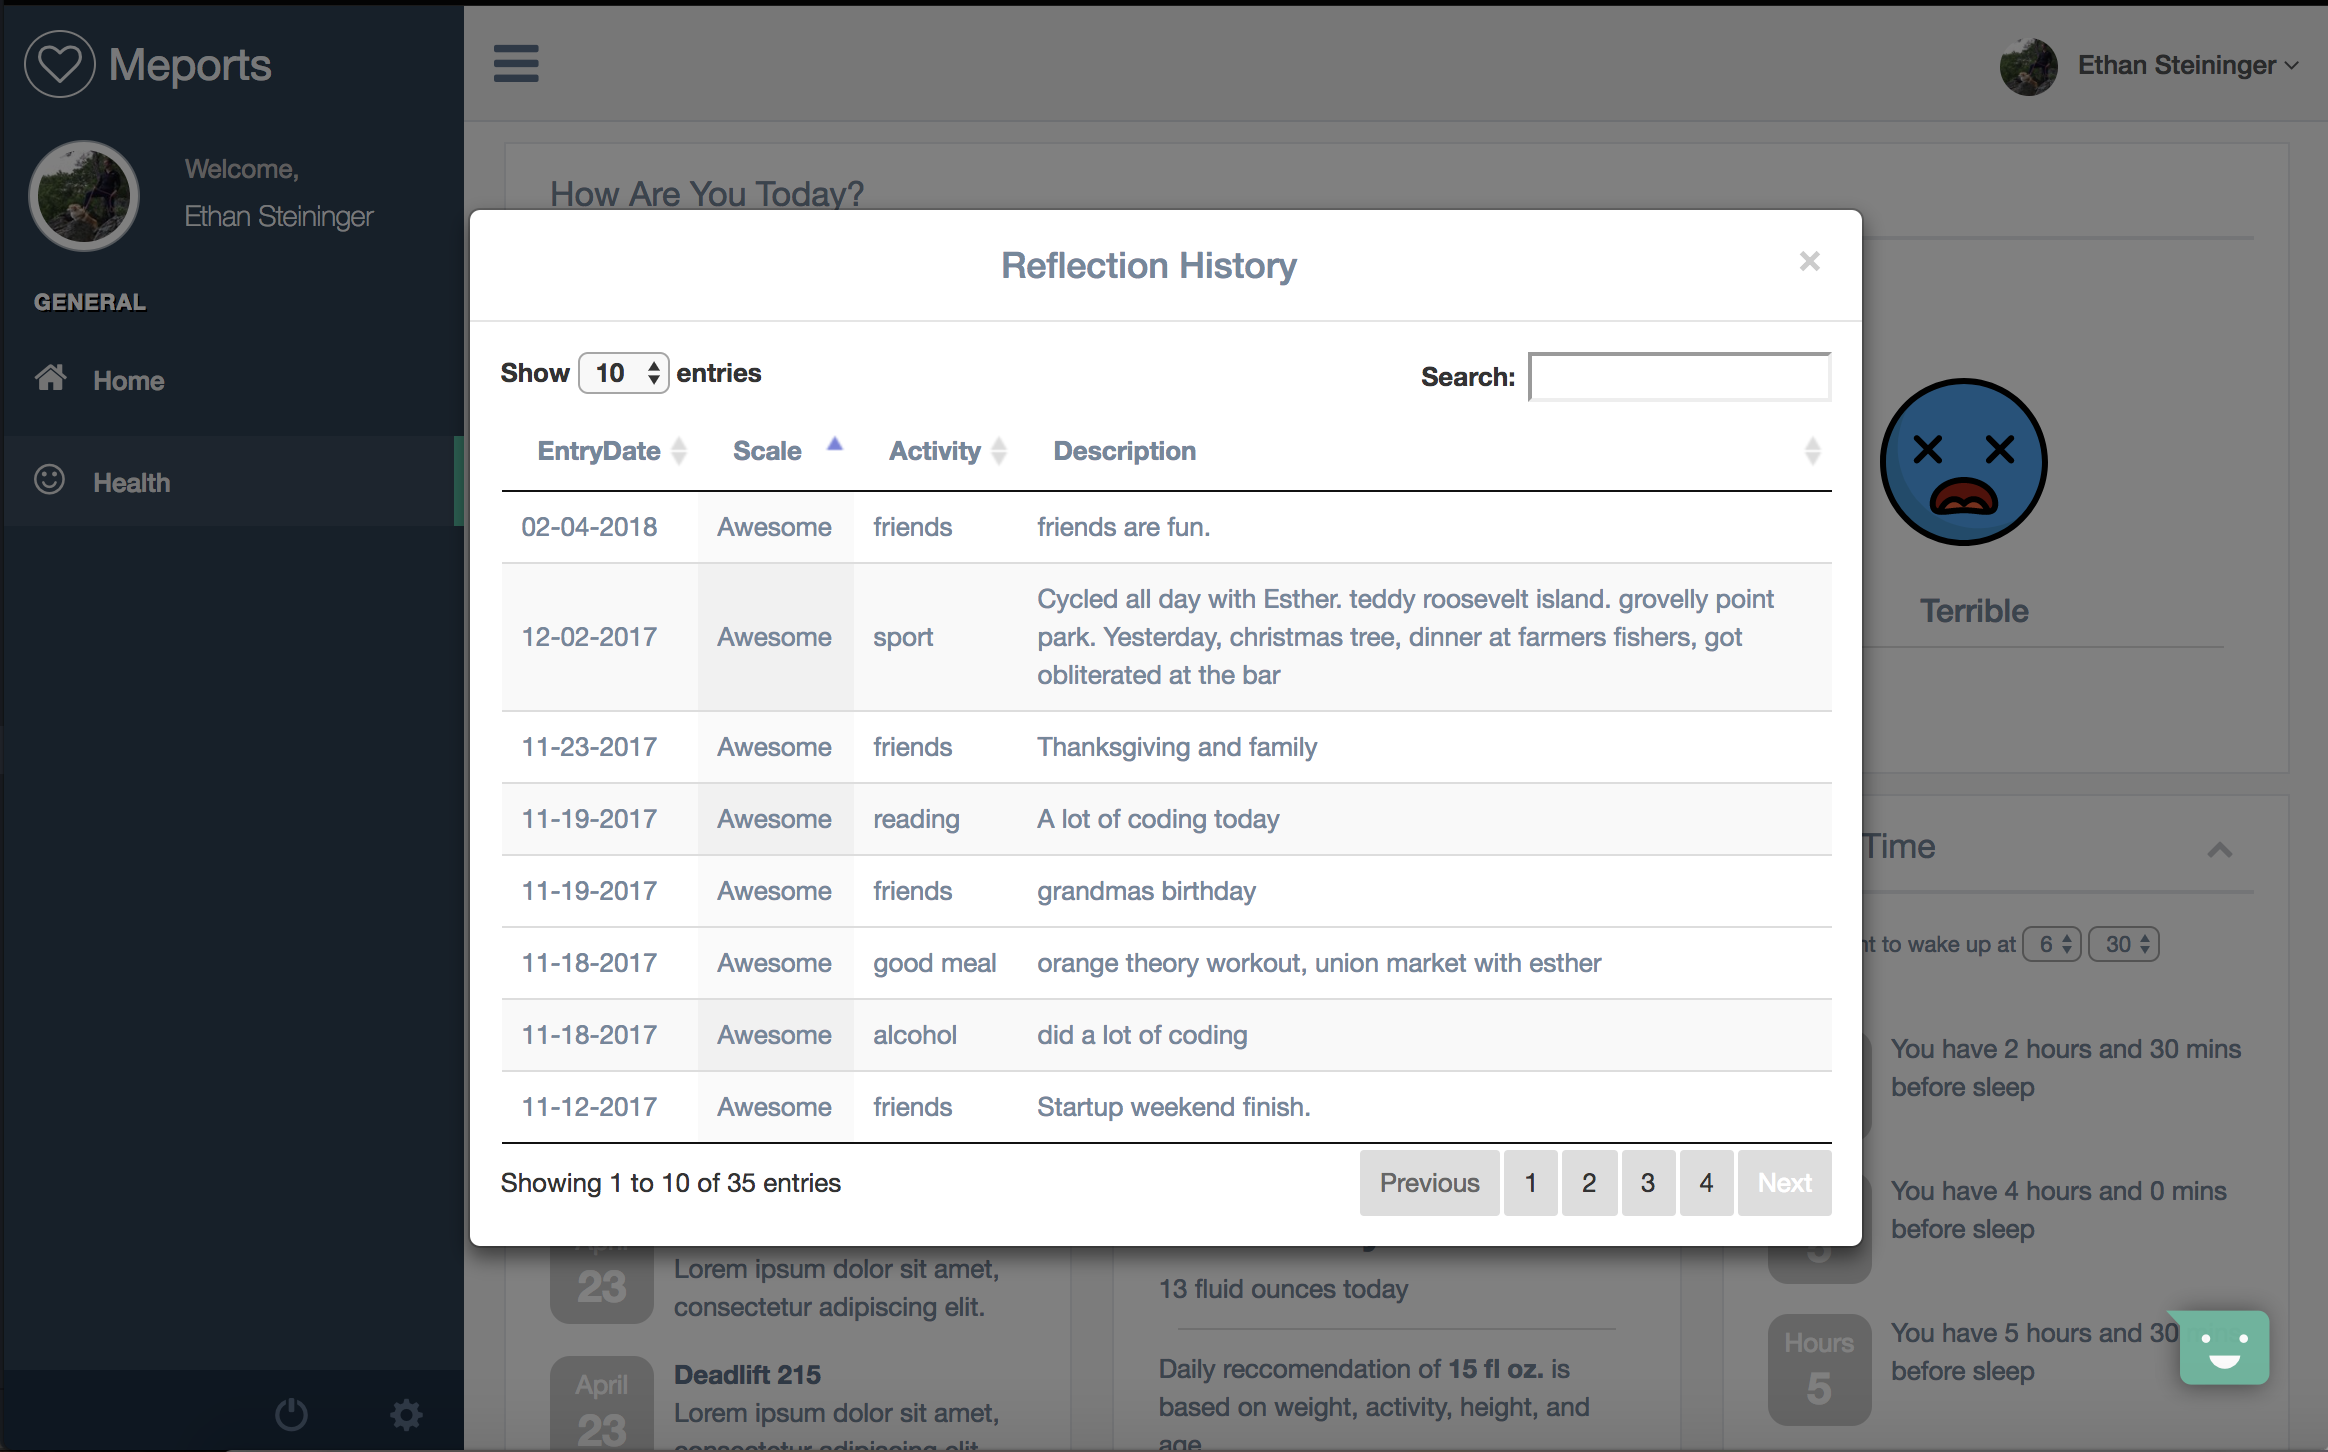 Meports
Ethan Steininger
Welcome,
Ethan Steininger
GENERAL
Home
Health
How Are You Today?
Reflection History
×
Show 10 entries
Search:
EntryDate Scale Activity Description
02-04-2018 Awesome friends friends are fun.
12-02-2017 Awesome sport Cycled all day with Esther. teddy roosevelt island. grovelly point
park. Yesterday, christmas tree, dinner at farmers fishers, got
obliterated at the bar
11-23-2017 Awesome friends Thanksgiving and family
11-19-2017 Awesome reading A lot of coding today
11-19-2017 Awesome friends grandmas birthday
11-18-2017 Awesome good meal orange theory workout, union market with esther
11-18-2017 Awesome alcohol did a lot of coding
11-12-2017 Awesome friends Startup weekend finish.
Showing 1 to 10 of 35 entries
Previous 1 2 3 4 Next
Terrible
Time
to wake up at 6 30
You have 2 hours and 30 mins
before sleep
You have 4 hours and 0 mins
before sleep
5
Hours
5
You have 5 hours and 30
before sleep
April
23
Lorem ipsum dolor sit amet,
consectetur adipiscing elit.
April
23
Deadlift 215
Lorem ipsum dolor sit amet,
consectetur adipiscing elit.
13 fluid ounces today
Daily reccomendation of 15 fl oz. is
based on weight, activity, height, and
age